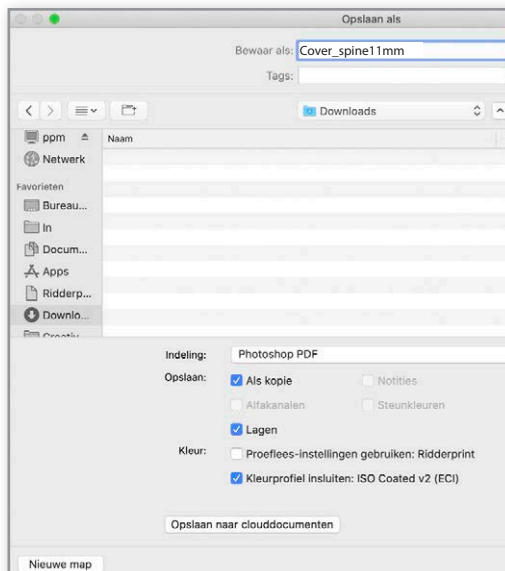 Opslaan als
Bewaar als: Cover_spine11mm
Tags:
Downloads
ppm
Naam
Netwerk
Favorieten
Bureau...
In
Docum...
Apps
Ridderp...
Downlo...
Creativ
Indeling: Photoshop PDF
Opslaan: Als kopie Notities
Alfakanalen Steunkleuren
Lagen
Kleur: Proeflees-instellingen gebruiken: Ridderprint
Kleurprofiel insluiten: ISO Coated v2 (ECI)
Opslaan naar clouddocumenten
Nieuwe map